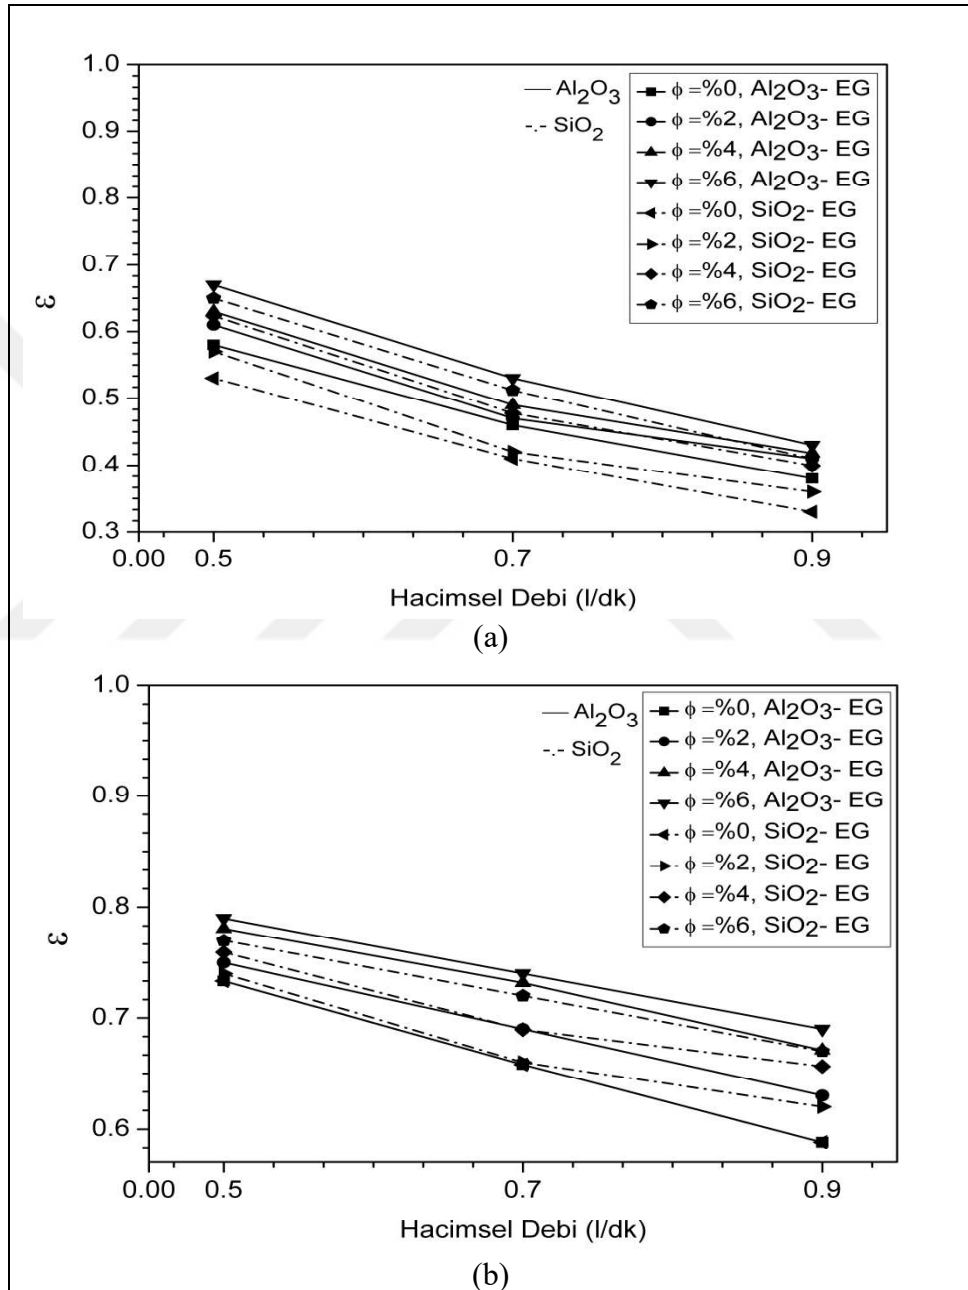 1.0
0.9
0.8
0.7
0.6
0.5
0.4
0.3
ε
Al₂O₃
SiO₂
ϕ =%0, Al₂O₃- EG
ϕ =%2, Al₂O₃- EG
ϕ =%4, Al₂O₃- EG
ϕ =%6, Al₂O₃- EG
ϕ =%0, SiO₂- EG
ϕ =%2, SiO₂- EG
ϕ =%4, SiO₂- EG
ϕ =%6, SiO₂- EG
0.00 0.5 0.7 0.9
Hacimsel Debi (l/dk)
(a)
1.0
0.9
0.8
0.7
0.6
ε
Al₂O₃
SiO₂
ϕ =%0, Al₂O₃- EG
ϕ =%2, Al₂O₃- EG
ϕ =%4, Al₂O₃- EG
ϕ =%6, Al₂O₃- EG
ϕ =%0, SiO₂- EG
ϕ =%2, SiO₂- EG
ϕ =%4, SiO₂- EG
ϕ =%6, SiO₂- EG
0.00 0.5 0.7 0.9
Hacimsel Debi (l/dk)
(b)